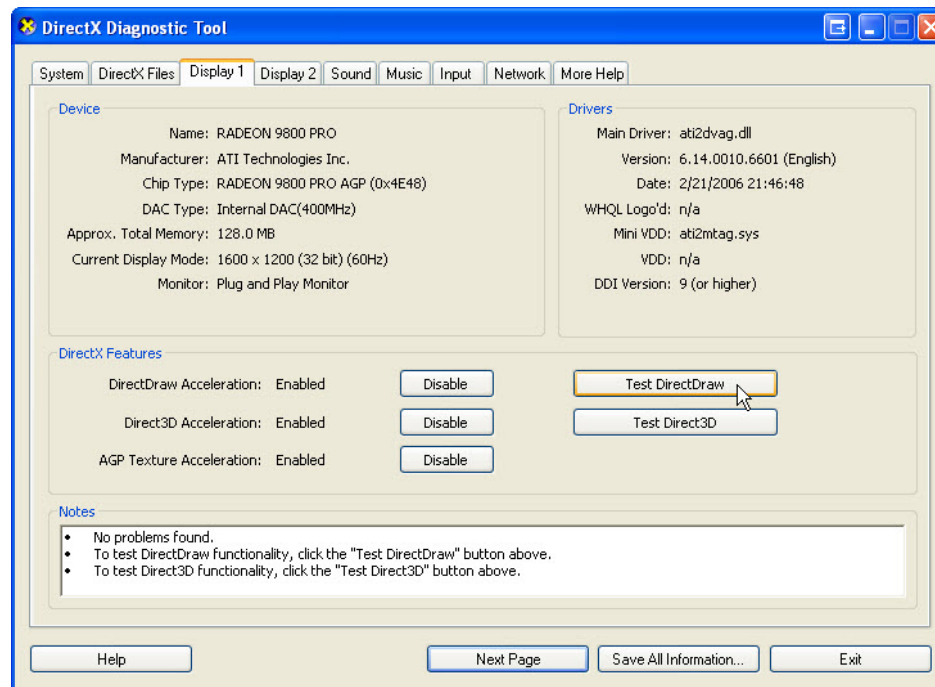 DirectX Diagnostic Tool
System DirectX Files Display 1 Display 2 Sound Music Input Network More Help
Device
Name: RADEON 9800 PRO
Manufacturer: ATI Technologies Inc.
Chip Type: RADEON 9800 PRO AGP (0x4E48)
DAC Type: Internal DAC(400MHz)
Approx. Total Memory: 128.0 MB
Current Display Mode: 1600 x 1200 (32 bit) (60Hz)
Monitor: Plug and Play Monitor
Drivers
Main Driver: ati2dvag.dll
Version: 6.14.0010.6601 (English)
Date: 2/21/2006 21:46:48
WHQL Logo'd: n/a
Mini VDD: ati2mtag.sys
VDD: n/a
DDI Version: 9 (or higher)
DirectX Features
DirectDraw Acceleration: Enabled Disable Test DirectDraw
Direct3D Acceleration: Enabled Disable Test Direct3D
AGP Texture Acceleration: Enabled Disable
Notes
• No problems found.
• To test DirectDraw functionality, click the "Test DirectDraw" button above.
• To test Direct3D functionality, click the "Test Direct3D" button above.
Help Next Page Save All Information... Exit